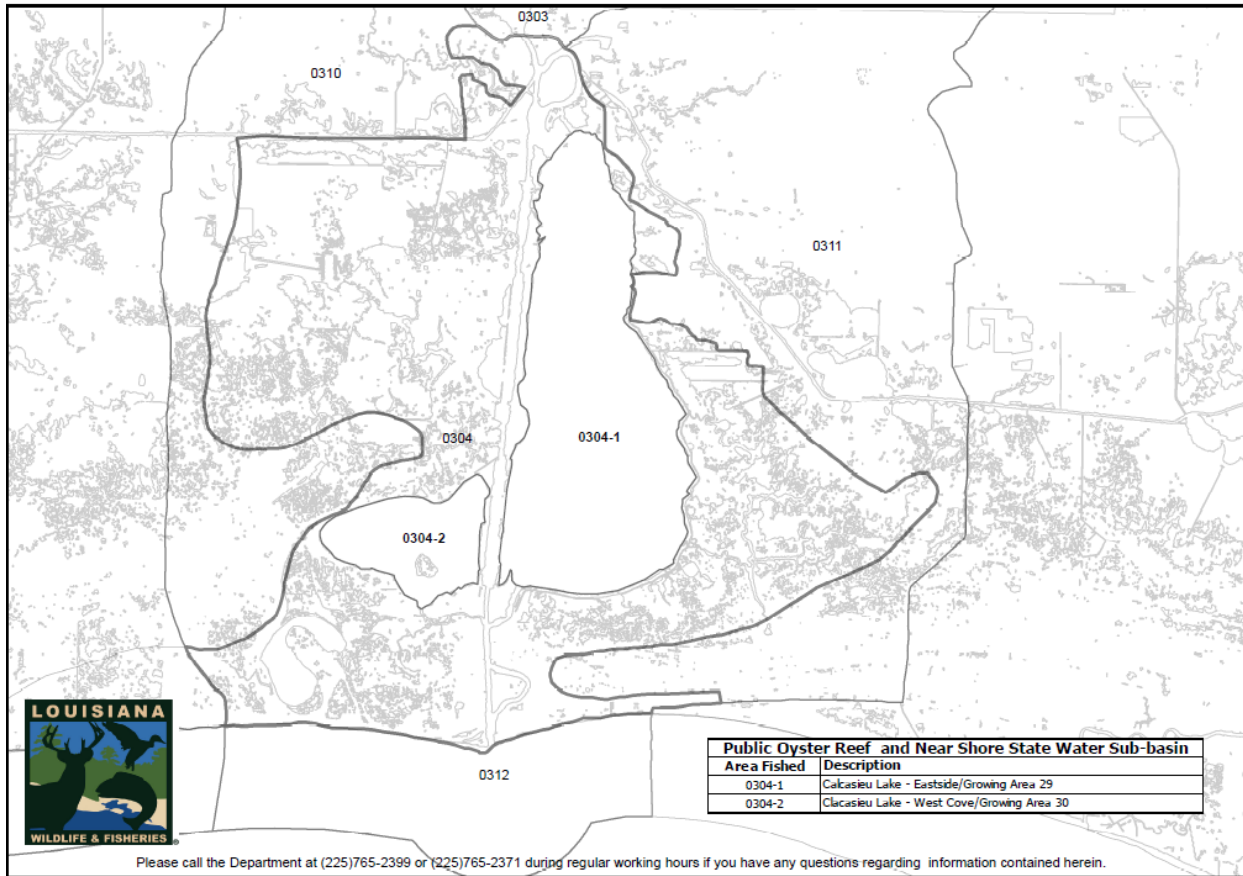 0303
0310
0311
0304
0304-1
0304-2
0312
LOUISIANA
WILDLIFE & FISHERIES
Public Oyster Reef and Near Shore State Water Sub-basin
Area Fished Description
0304-1 Calcasieu Lake - Eastside/Growing Area 29
0304-2 Clacasieu Lake - West Cove/Growing Area 30
Please call the Department at (225)765-2399 or (225)765-2371 during regular working hours if you have any questions regarding information contained herein.